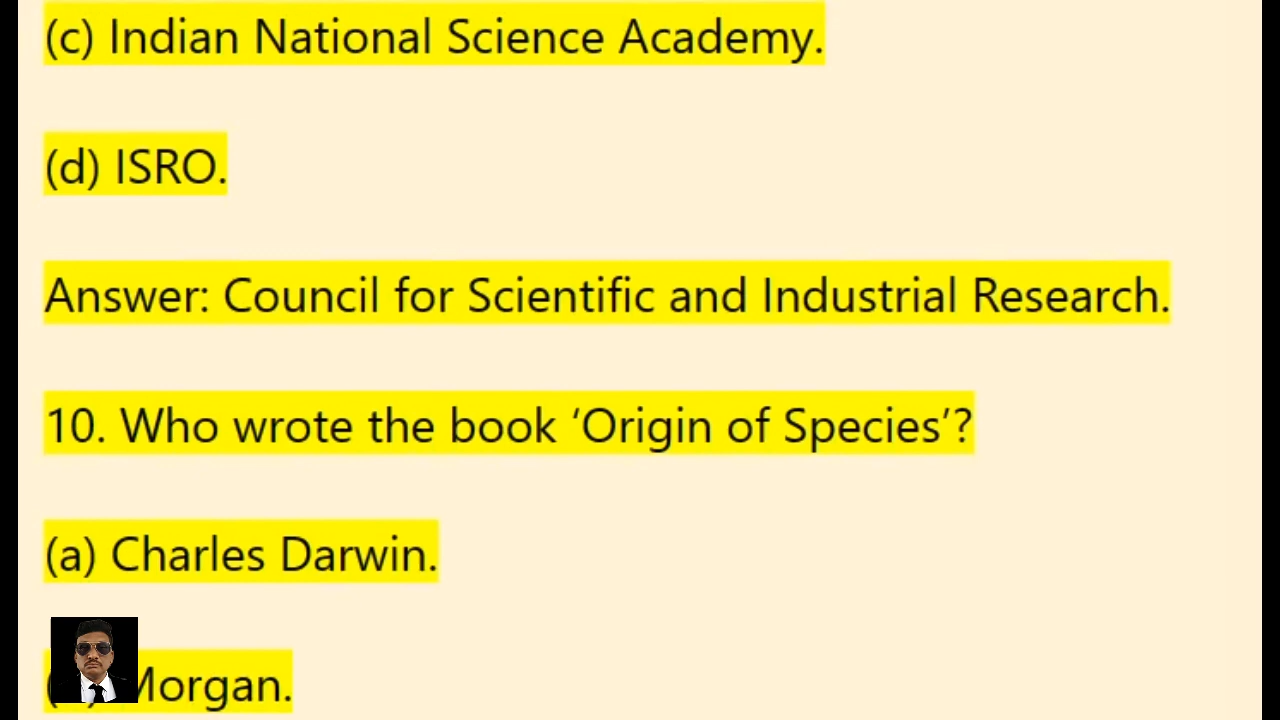 (c) Indian National Science Academy.
(d) ISRO.
Answer: Council for Scientific and Industrial Research.
10. Who wrote the book ‘Origin of Species’?
(a) Charles Darwin.
Morgan.